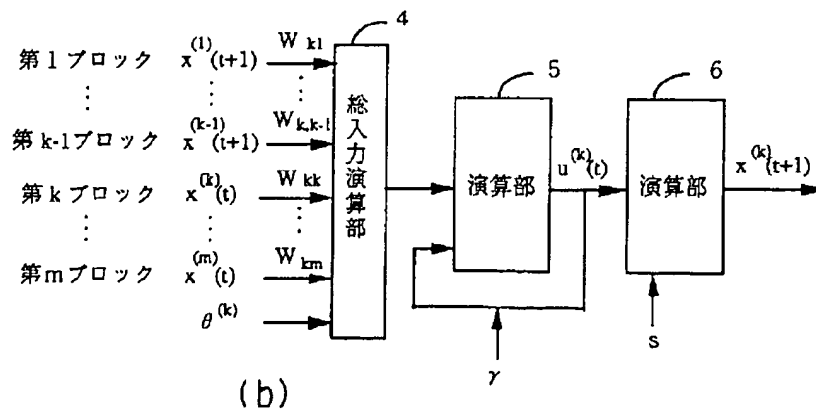 第1ブロック x^(1)(t+1) W_k1
⋮ ⋮ ⋮
第k-1ブロック x^(k-1)(t+1) W_k,k-1
第kブロック x^(k)(t) W_kk
⋮ ⋮ ⋮
第mブロック x^(m)(t) W_km
θ^(k)
4
総入力演算部
5
演算部
u^(k)(t)
6
演算部
x^(k)(t+1)
γ
s
(b)